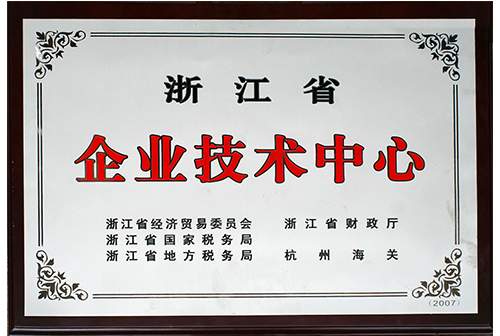 浙江省
企业技术中心
浙江省经济贸易委员会 浙江省财政厅
浙江省国家税务局
浙江省地方税务局 杭州海关
(2007)